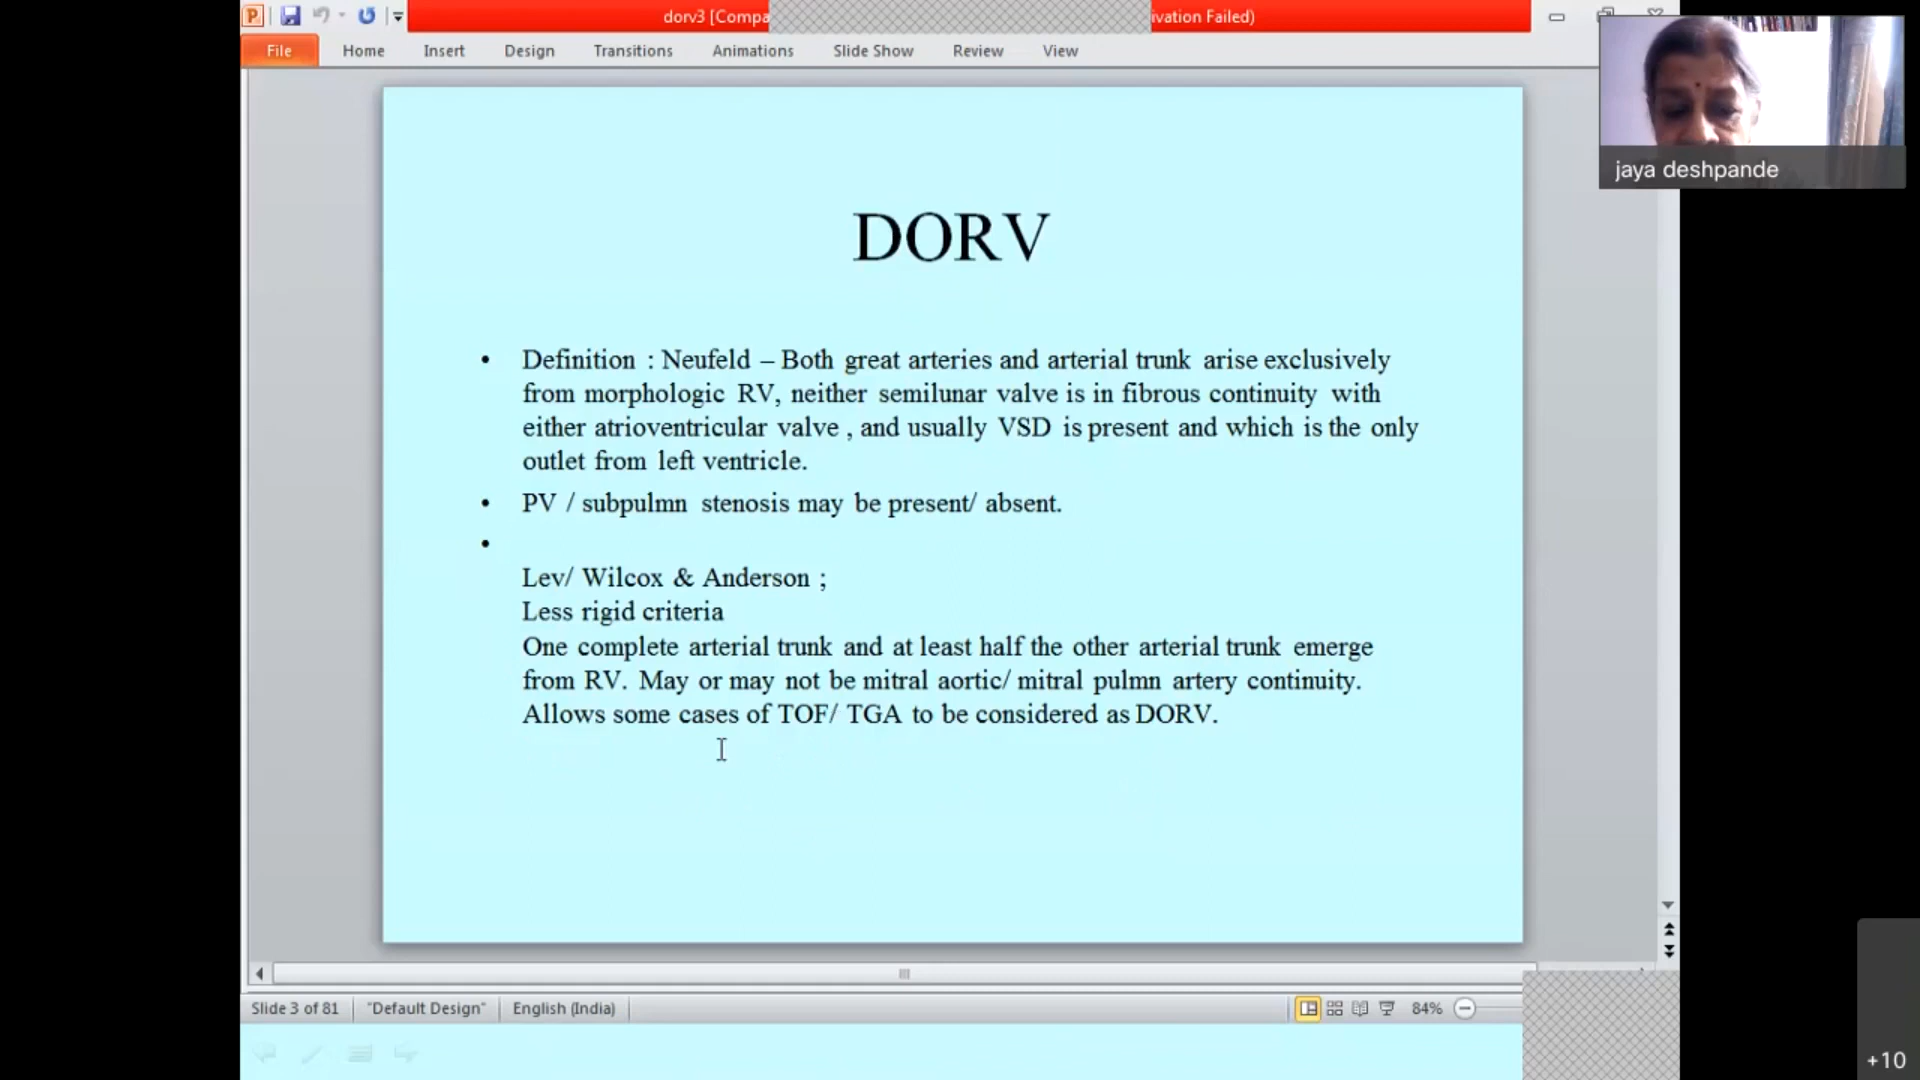 dorv3 [Compa
ivation Failed)
File Home Insert Design Transitions Animations Slide Show Review View
jaya deshpande
DORV
• Definition : Neufeld – Both great arteries and arterial trunk arise exclusively
from morphologic RV, neither semilunar valve is in fibrous continuity with
either atrioventricular valve , and usually VSD is present and which is the only
outlet from left ventricle.
• PV / subpulmn stenosis may be present/ absent.
•
Lev/ Wilcox & Anderson ;
Less rigid criteria
One complete arterial trunk and at least half the other arterial trunk emerge
from RV. May or may not be mitral aortic/ mitral pulmn artery continuity.
Allows some cases of TOF/ TGA to be considered as DORV.
Slide 3 of 81 "Default Design" English (India) 84%
+10